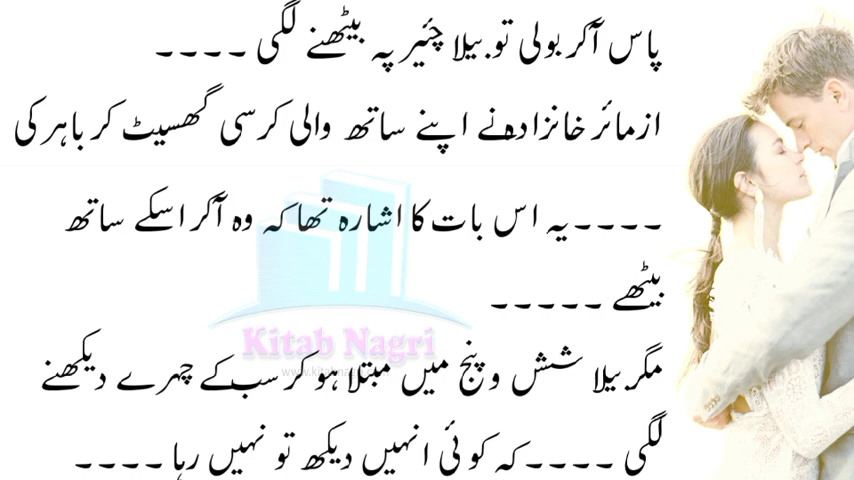 پاس آکر بولی تو بیلا چئیر پہ بیٹھنے لگی ۔۔۔۔
ازمائر خانزادہ نے اپنے ساتھ والی کرسی گھسیٹ کر باہر کی
۔۔۔۔یہ اس بات کا اشارہ تھا کہ وہ آکر اسکے ساتھ
بیٹھے ۔۔۔۔۔
Kitab Nagri
مگر بیلا شش و پنج میں مبتلا ہو کر سب کے چہرے دیکھنے
لگی ۔۔۔۔کہ کوئی انہیں دیکھ تو نہیں رہا ۔۔۔۔